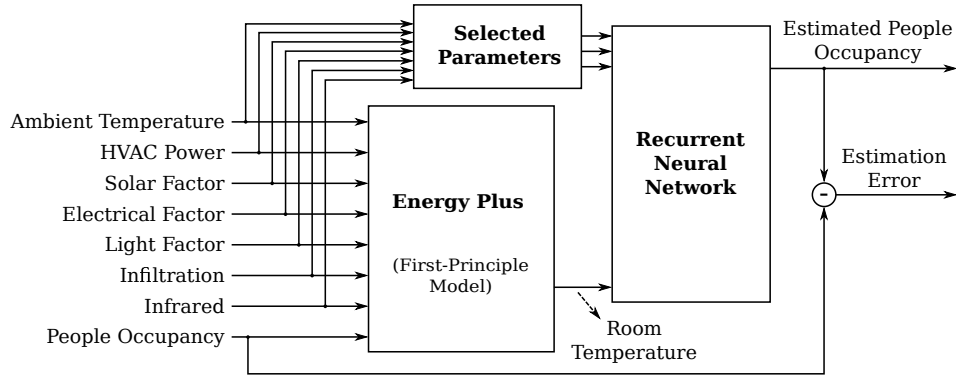 Selected
Parameters
Estimated People
Occupancy
Ambient Temperature
HVAC Power
Solar Factor
Electrical Factor
Light Factor
Infiltration
Infrared
People Occupancy
Energy Plus
(First-Principle
Model)
Recurrent
Neural
Network
Estimation
Error
-
Room
Temperature